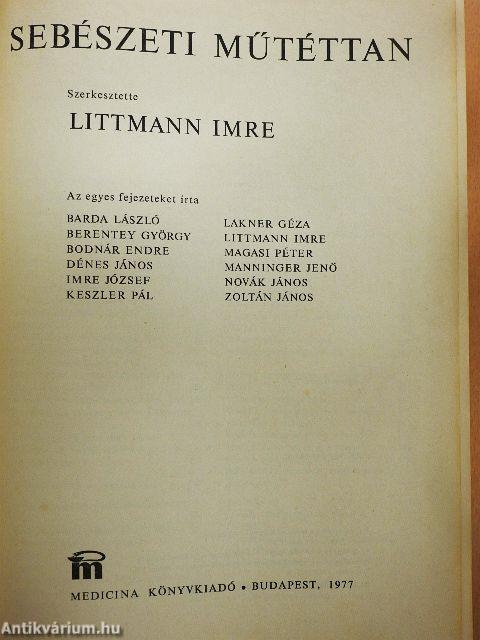 SEBÉSZETI MŰTÉTTAN
Szerkesztette
LITTMANN IMRE
Az egyes fejezeteket írta
BARDA LÁSZLÓ
BERENTEY GYÖRGY
BODNÁR ENDRE
DÉNES JÁNOS
IMRE JÓZSEF
KESZLER PÁL
LAKNER GÉZA
LITTMANN IMRE
MAGASI PÉTER
MANNINGER JENŐ
NOVÁK JÁNOS
ZOLTÁN JÁNOS
m
MEDICINA KÖNYVKIADÓ • BUDAPEST, 1977
Antikvárium.hu